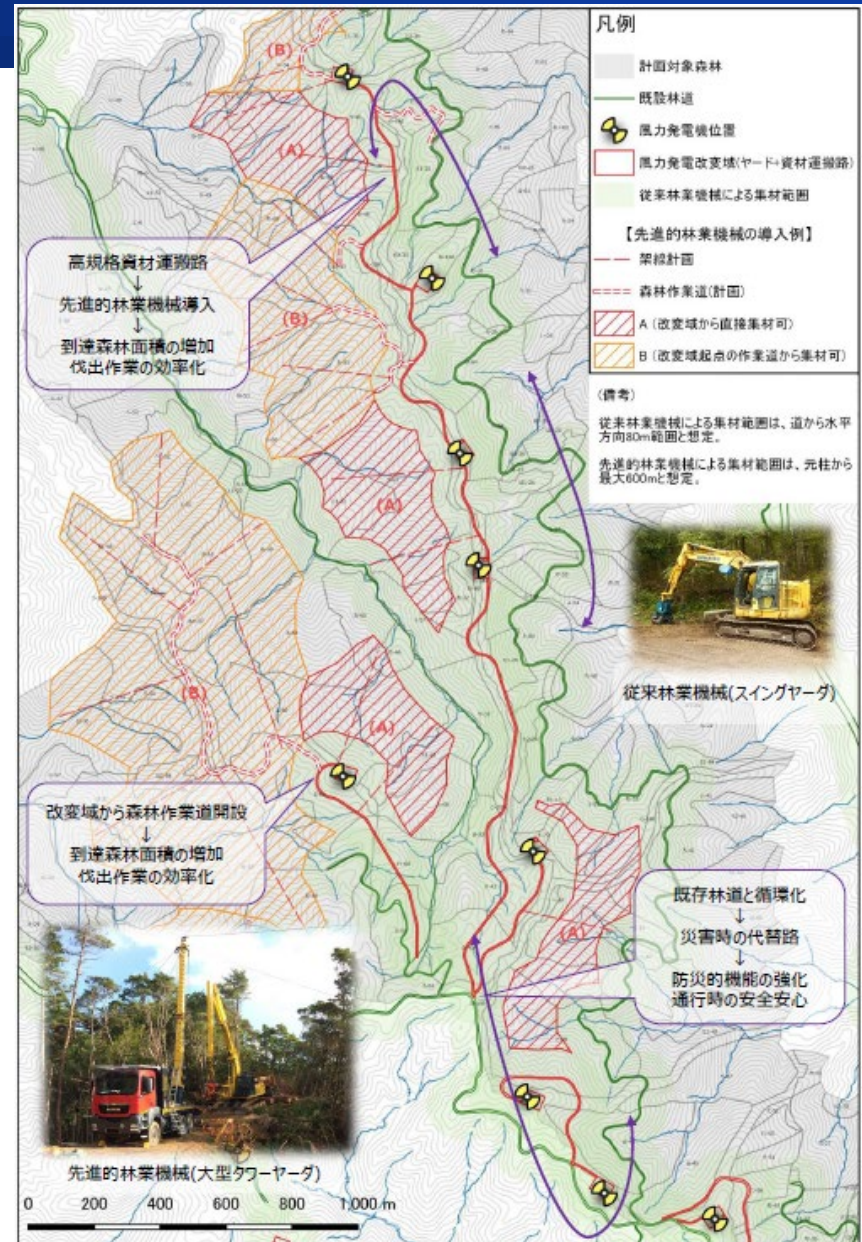 凡例
計画対象森林
既設林道
風力発電機位置
風力発電改変域(ヤード+資材運搬路)
従来林業機械による集材範囲
【先進的林業機械の導入例】
架線計画
森林作業道(計画)
A (改変域から直接集材可)
B (改変域起点の作業道から集材可)
(備考)
従来林業機械による集材範囲は、道から水平
方向80m範囲と想定。
先進的林業機械による集材範囲は、元柱から
最大600mと想定。
(B)
(A)
高規格資材運搬路
↓
先進的林業機械導入
↓
到達森林面積の増加
伐出作業の効率化
(B)
(A)
従来林業機械(スイングヤーダ)
(B)
(A)
改変域から森林作業道開設
↓
到達森林面積の増加
伐出作業の効率化
(A)
既存林道と循環化
↓
災害時の代替路
↓
防災的機能の強化
通行時の安全安心
先進的林業機械(大型タワーヤーダ)
0 200 400 600 800 1,000 m